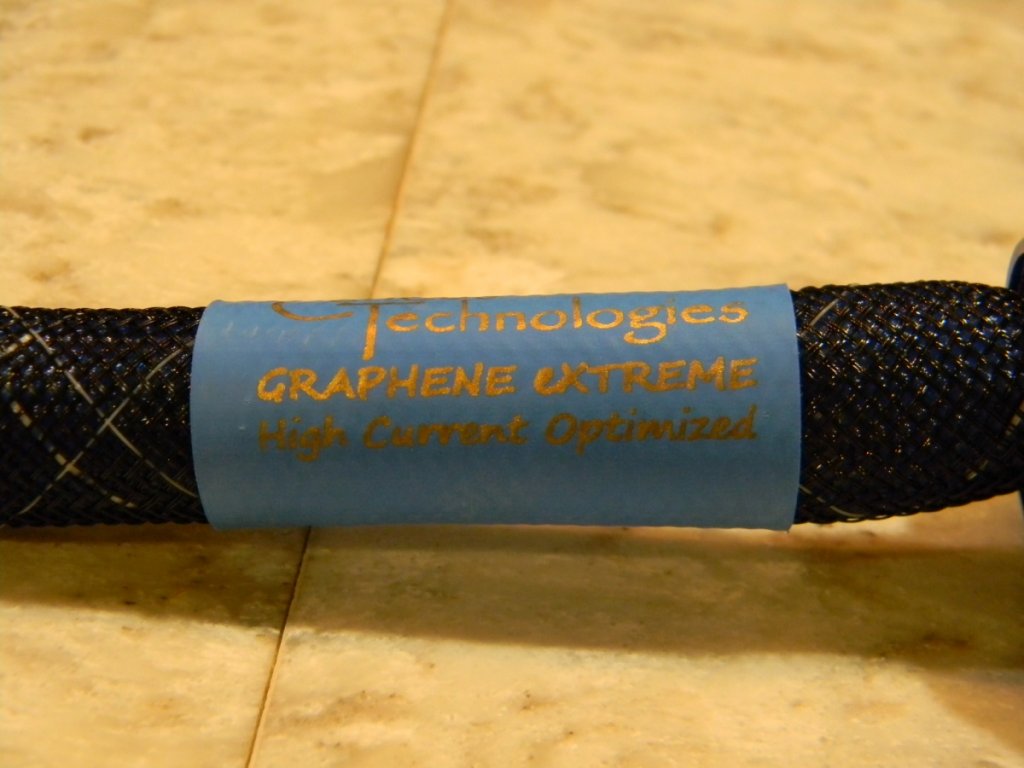 Technologies
GRAPHENE eXTREME
High Current Optimized